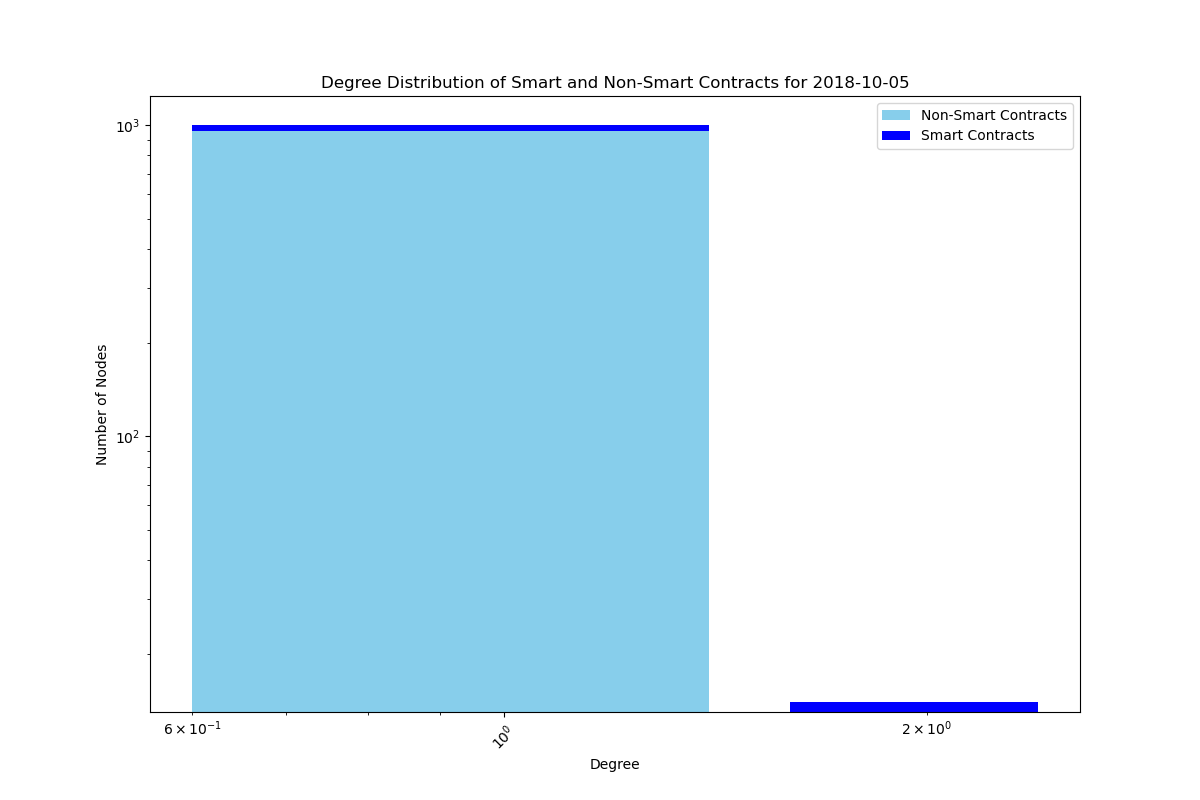 Degree Distribution of Smart and Non-Smart Contracts for 2018-10-05
Non-Smart Contracts
Smart Contracts
10³
10²
Number of Nodes
6 × 10⁻¹
10⁰
2 × 10⁰
Degree